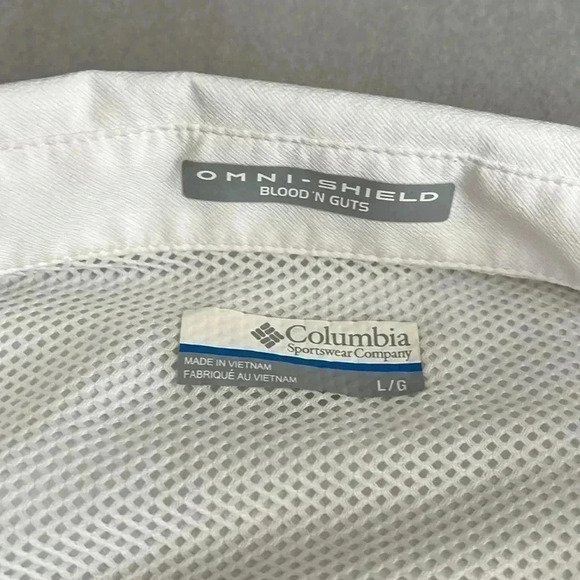 OMNI-SHIELD
BLOOD 'N GUTS
Columbia
Sportswear Company
MADE IN VIETNAM
FABRIQUÉ AU VIETNAM
L/G